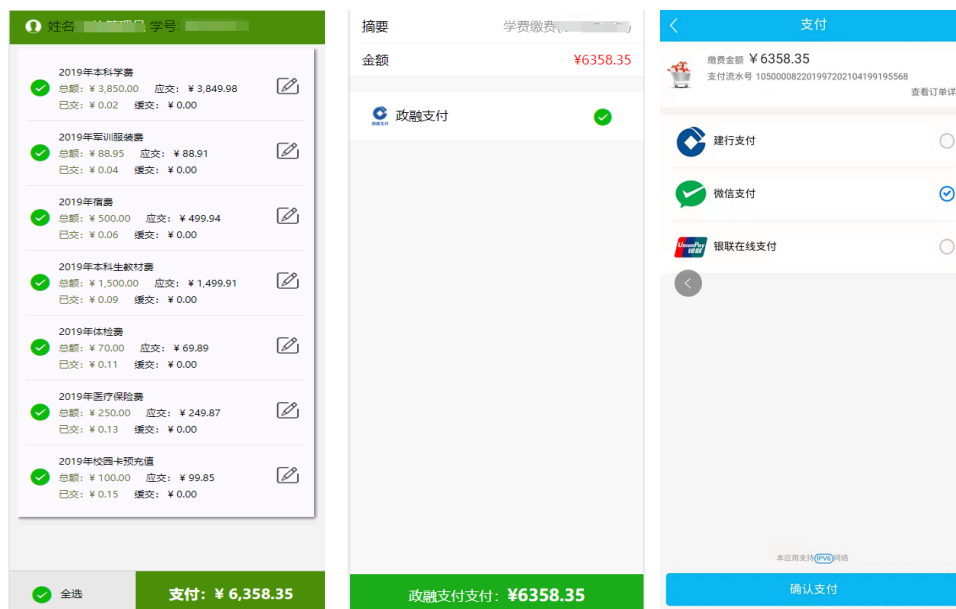 姓名: 学号:
2019年本科学费
总额: ¥ 3,850.00 应交: ¥ 3,849.98
已交: ¥ 0.02 缓交: ¥ 0.00
2019年军训服装费
总额: ¥ 88.95 应交: ¥ 88.91
已交: ¥ 0.04 缓交: ¥ 0.00
2019年宿费
总额: ¥ 500.00 应交: ¥ 499.94
已交: ¥ 0.06 缓交: ¥ 0.00
2019年本科生教材费
总额: ¥ 1,500.00 应交: ¥ 1,499.91
已交: ¥ 0.09 缓交: ¥ 0.00
2019年体检费
总额: ¥ 70.00 应交: ¥ 69.89
已交: ¥ 0.11 缓交: ¥ 0.00
2019年医疗保险费
总额: ¥ 250.00 应交: ¥ 249.87
已交: ¥ 0.13 缓交: ¥ 0.00
2019年校园卡预充值
总额: ¥ 100.00 应交: ¥ 99.85
已交: ¥ 0.15 缓交: ¥ 0.00
全选 支付: ¥ 6,358.35
摘要 学费缴费(
金额 ¥6358.35
政融支付
政融支付支付: ¥6358.35
支付
缴费金额 ¥6358.35
支付流水号 1050000822019972021041991 95568
查看订单详
建行支付
微信支付
UnionPay 银联
银联在线支付
本应用支持IPV6网络
确认支付